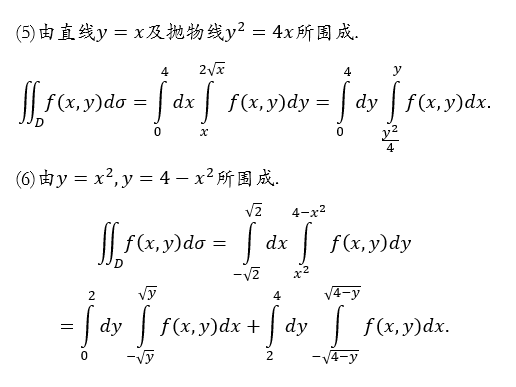 (5)由直线y = x及抛物线y² = 4x所围成.
∬_D f(x,y)dσ = ∫_0^4 dx ∫_x^{2√x} f(x,y)dy = ∫_0^4 dy ∫_{y²/4}^y f(x,y)dx.
(6)由y = x²,y = 4 − x²所围成.
∬_D f(x,y)dσ = ∫_{−√2}^{√2} dx ∫_{x²}^{4−x²} f(x,y)dy
= ∫_0^2 dy ∫_{−√y}^{√y} f(x,y)dx + ∫_2^4 dy ∫_{−√(4−y)}^{√(4−y)} f(x,y)dx.